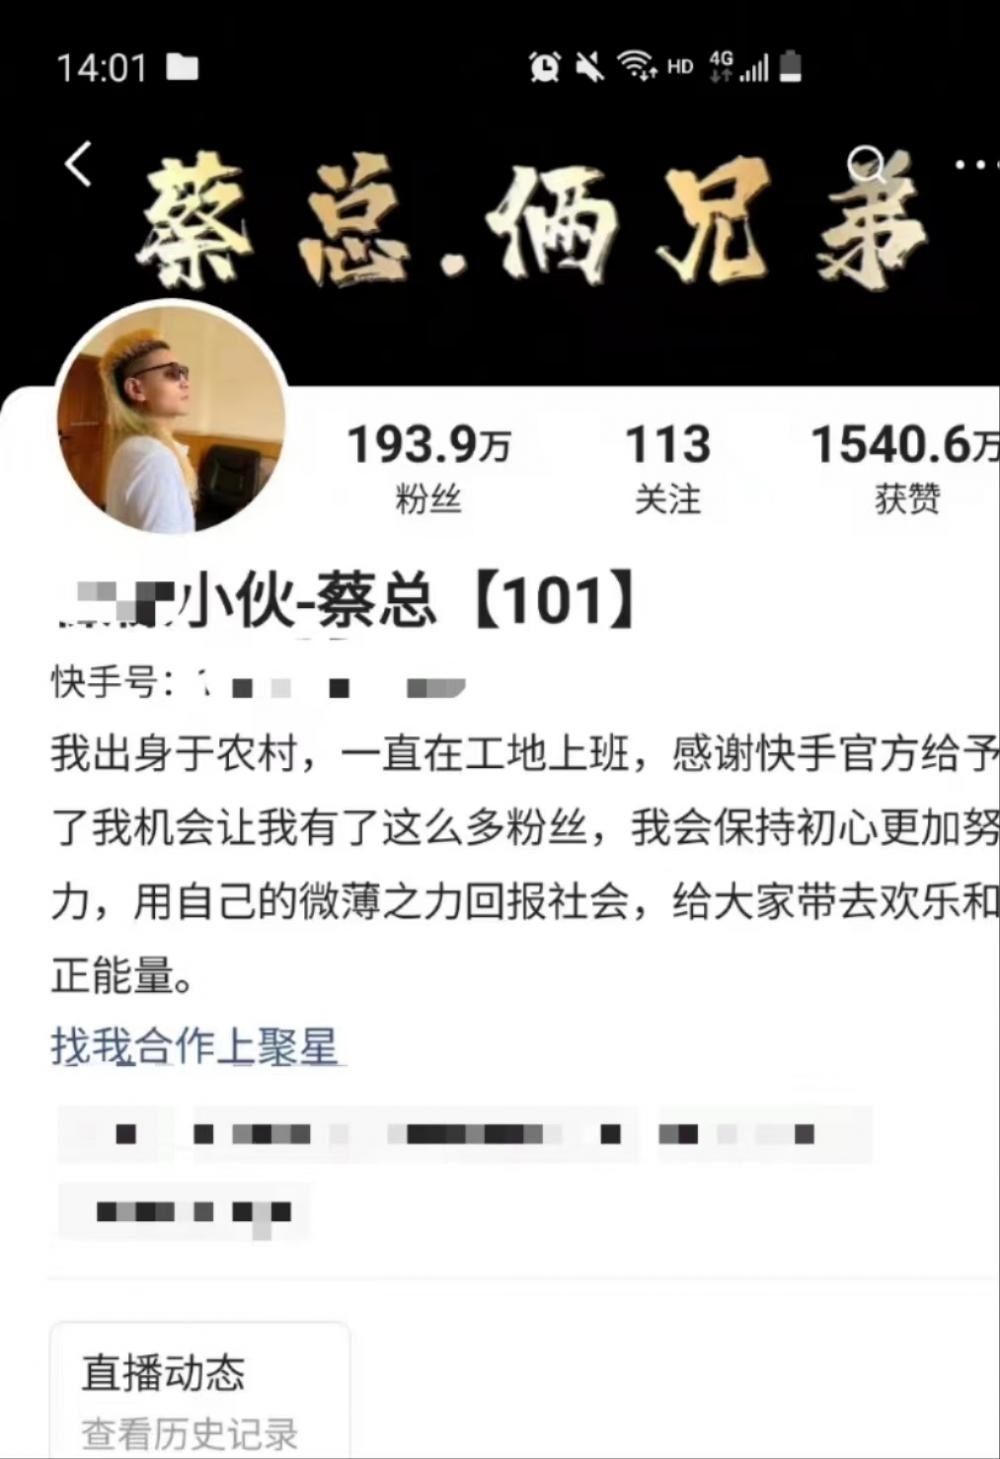 14:01 HD 4G
蔡总.俩兄弟
193.9万 113 1540.6万
粉丝 关注 获赞
小伙-蔡总【101】
快手号：
我出身于农村，一直在工地上班，感谢快手官方给予
了我机会让我有了这么多粉丝，我会保持初心更加努
力，用自己的微薄之力回报社会，给大家带去欢乐和
正能量。
找我合作上聚星
直播动态
查看历史记录